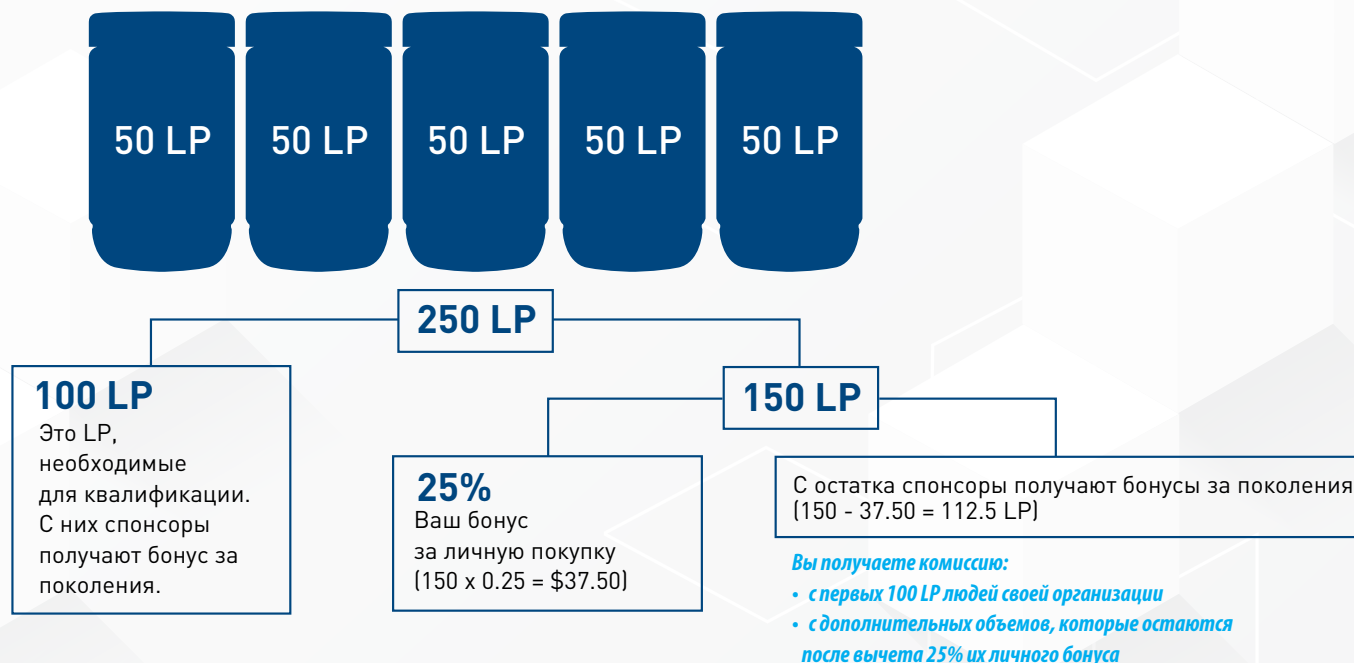 50 LP
50 LP
50 LP
50 LP
50 LP
250 LP
100 LP
Это LP,
необходимые
для квалификации.
С них спонсоры
получают бонус за
поколения.
150 LP
25%
Ваш бонус
за личную покупку
(150 x 0.25 = $37.50)
С остатка спонсоры получают бонусы за поколения
(150 - 37.50 = 112.5 LP)
Вы получаете комиссию:
• с первых 100 LP людей своей организации
• с дополнительных объемов, которые остаются
после вычета 25% их личного бонуса